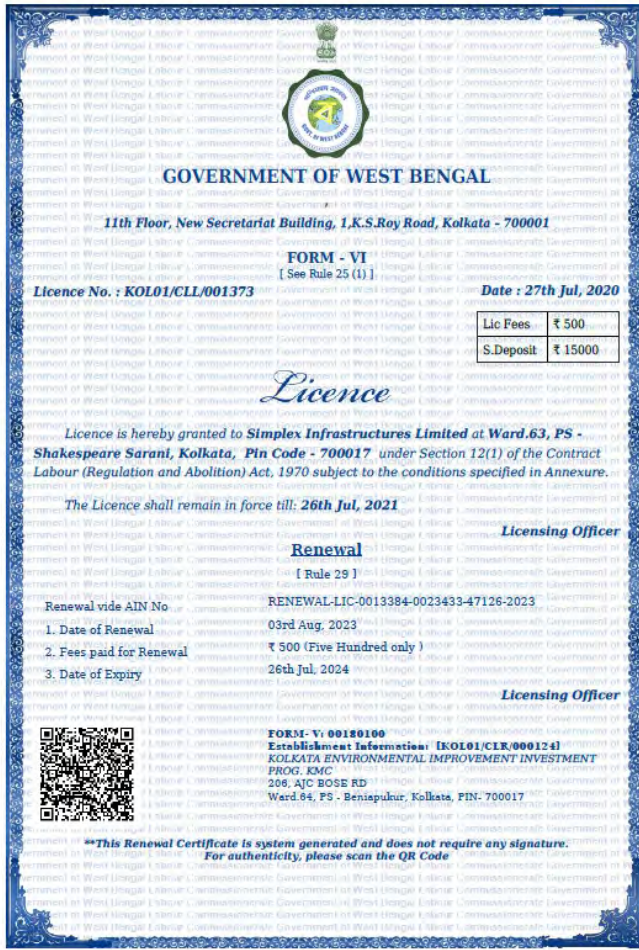 GOVERNMENT OF WEST BENGAL
11th Floor, New Secretariat Building, 1,K.S.Roy Road, Kolkata - 700001
FORM - VI
[ See Rule 25 (1) ]
Licence No. : KOL01/CLL/001373
Date : 27th Jul, 2020
Lic Fees ₹ 500
S.Deposit ₹ 15000
Licence
Licence is hereby granted to Simplex Infrastructures Limited at Ward.63, PS -
Shakespeare Sarani, Kolkata, Pin Code - 700017 under Section 12(1) of the Contract
Labour (Regulation and Abolition) Act, 1970 subject to the conditions specified in Annexure.
The Licence shall remain in force till: 26th Jul, 2021
Licensing Officer
Renewal
[ Rule 29 ]
Renewal vide AIN No RENEWAL-LIC-0013384-0023433-47126-2023
1. Date of Renewal 03rd Aug, 2023
2. Fees paid for Renewal ₹ 500 (Five Hundred only )
3. Date of Expiry 26th Jul, 2024
Licensing Officer
FORM- V: 00180100
Establishment Information: [KOL01/CLR/000124]
KOLKATA ENVIRONMENTAL IMPROVEMENT INVESTMENT
PROG. KMC
206, AJC BOSE RD
Ward.64, PS - Beniapukur, Kolkata, PIN- 700017
**This Renewal Certificate is system generated and does not require any signature.
For authenticity, please scan the QR Code